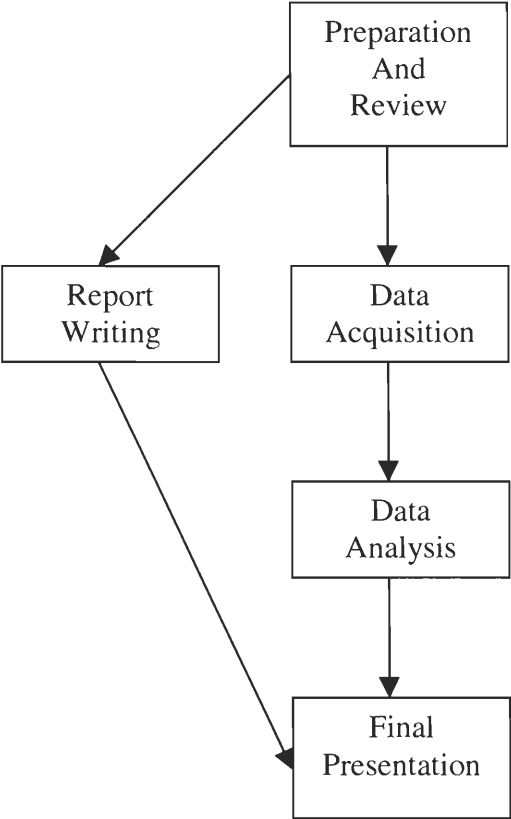 Preparation
And
Review
Report
Writing
Data
Acquisition
Data
Analysis
Final
Presentation